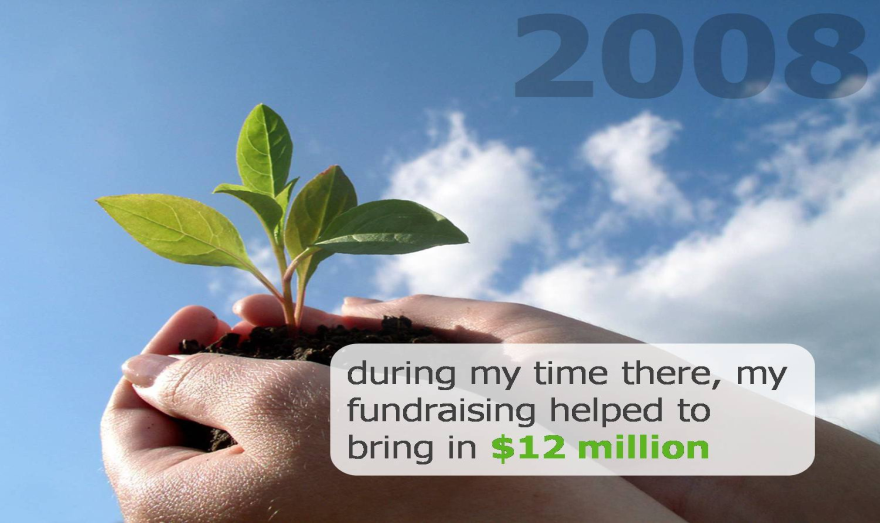 2008
during my time there, my
fundraising helped to
bring in $12 million